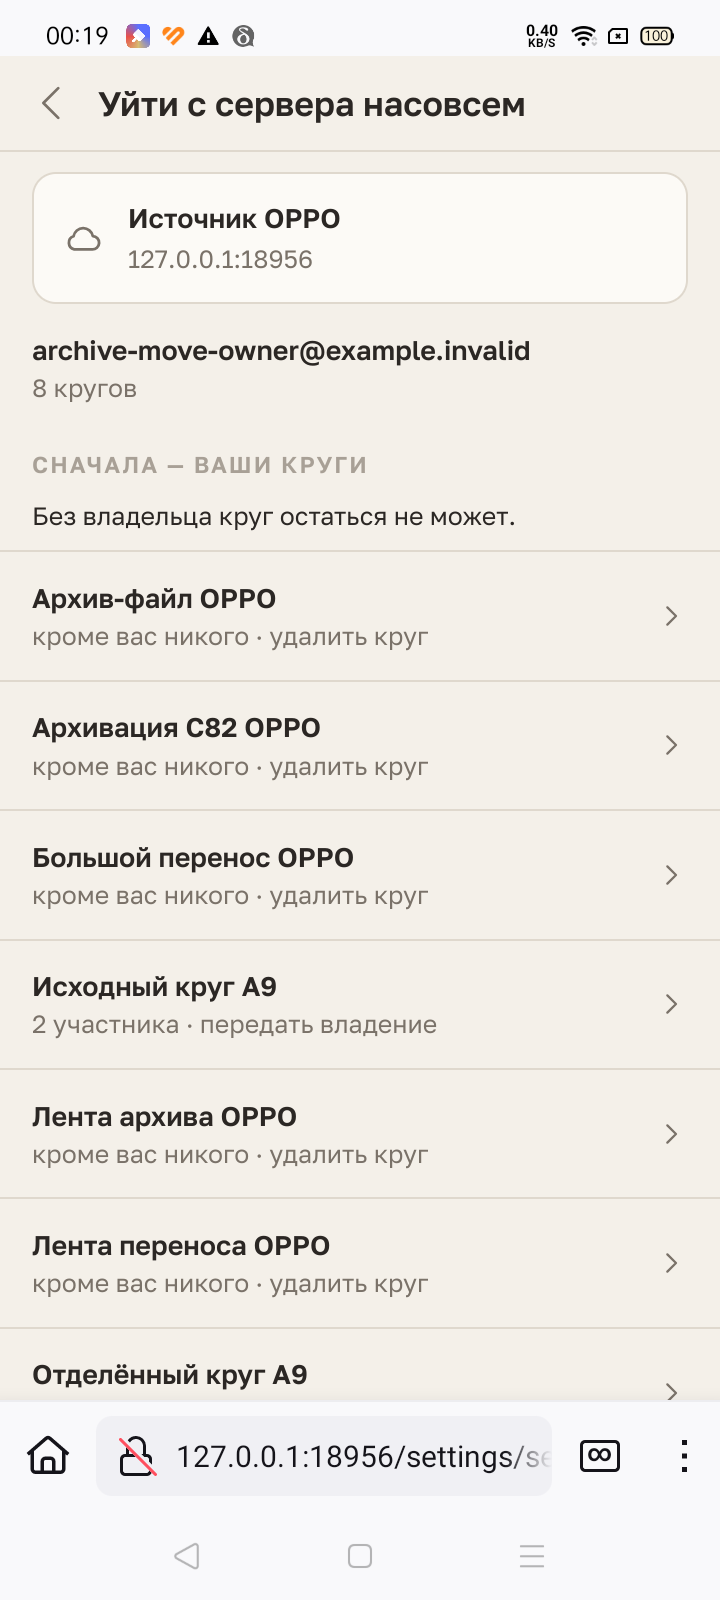 00:19
0.40
KB/S
100
Уйти с сервера насовсем
Источник OPPO
127.0.0.1:18956
archive-move-owner@example.invalid
8 кругов
СНАЧАЛА — ВАШИ КРУГИ
Без владельца круг остаться не может.
Архив-файл OPPO
кроме вас никого · удалить круг
Архивация C82 OPPO
кроме вас никого · удалить круг
Большой перенос OPPO
кроме вас никого · удалить круг
Исходный круг A9
2 участника · передать владение
Лента архива OPPO
кроме вас никого · удалить круг
Лента переноса OPPO
кроме вас никого · удалить круг
Отделённый круг A9
127.0.0.1:18956/settings/se